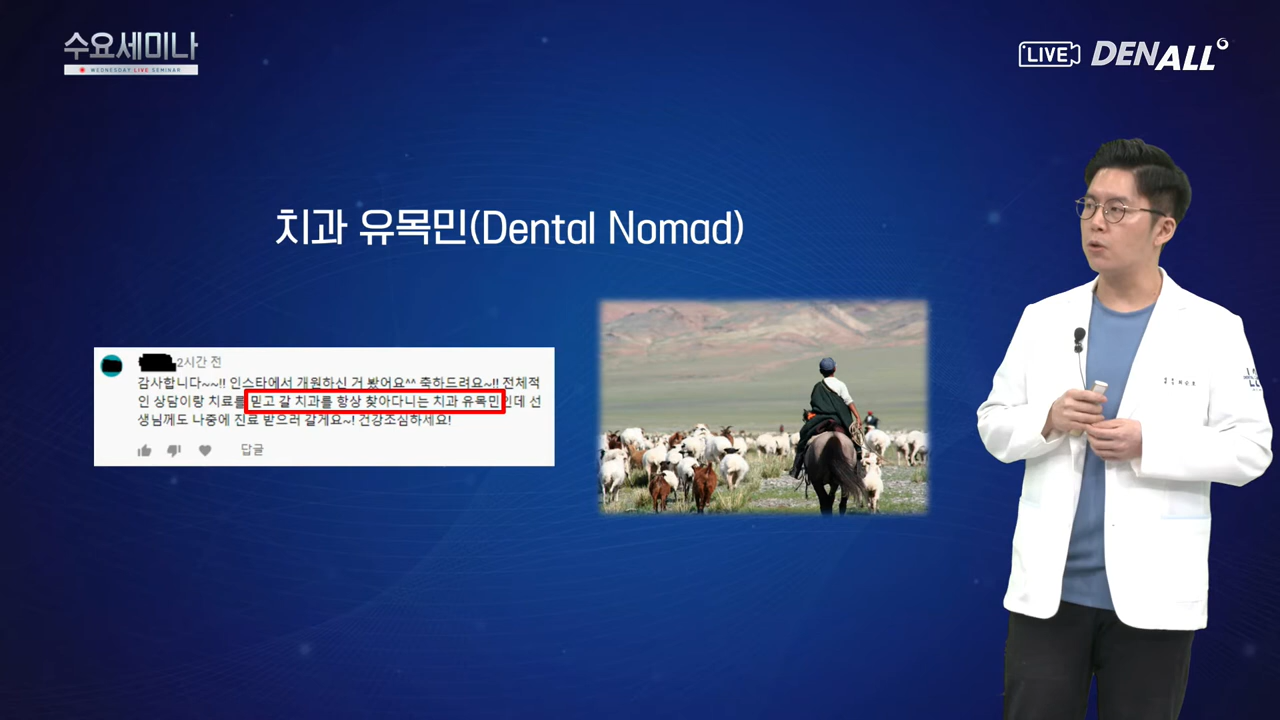 수요세미나
WEDNESDAY LIVE SEMINAR
LIVE DENALL
치과 유목민(Dental Nomad)
2시간 전
감사합니다~~!! 인스타에서 개원하신 거 봤어요^^ 축하드려요~!! 전체적
인 상담이랑 치료를 믿고 갈 치과를 항상 찾아다니는 치과 유목민인데 선
생님께도 나중에 진료 받으러 갈게요~! 건강조심하세요!
답글